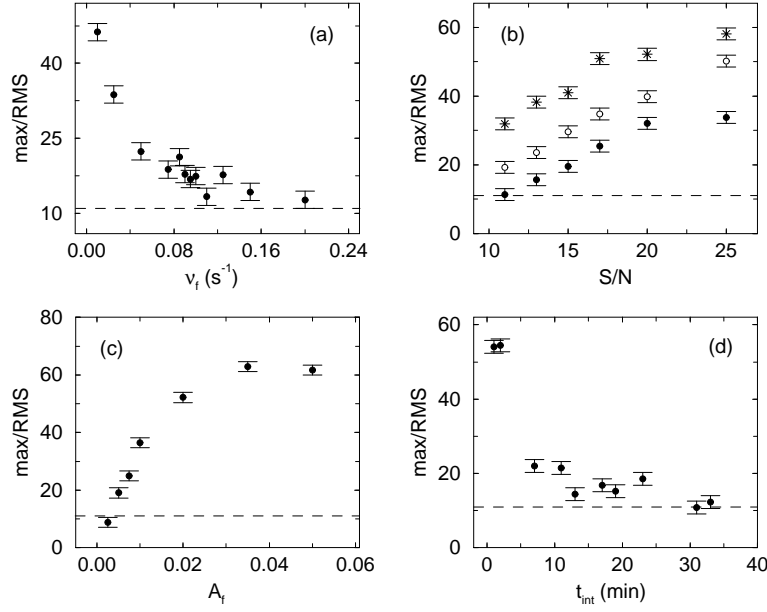 (a)
max/RMS
40
25
10
0.00 0.08 0.16 0.24
ν_f (s⁻¹)
(b)
max/RMS
60
40
20
0
10 15 20 25
S/N
(c)
max/RMS
80
60
40
20
0
0.00 0.02 0.04 0.06
A_f
(d)
max/RMS
60
40
20
0
0 10 20 30 40
t_int (min)